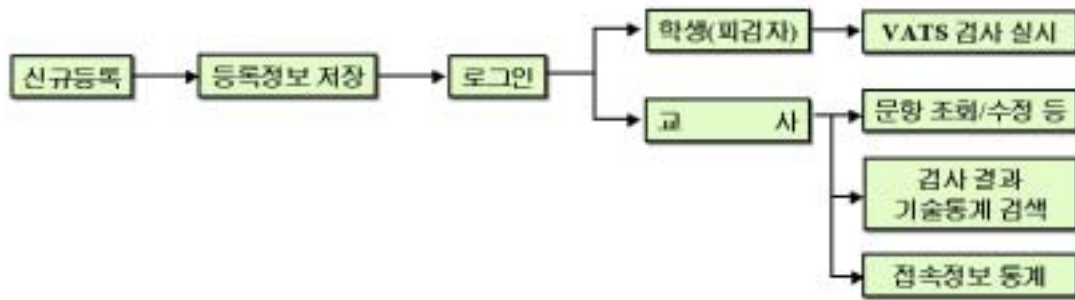 신규등록
등록정보 저장
로그인
학생(피검자)
VATS 검사 실시
교 사
문항 조회/수정 등
검사 결과
기술통계 검색
접속정보 통계